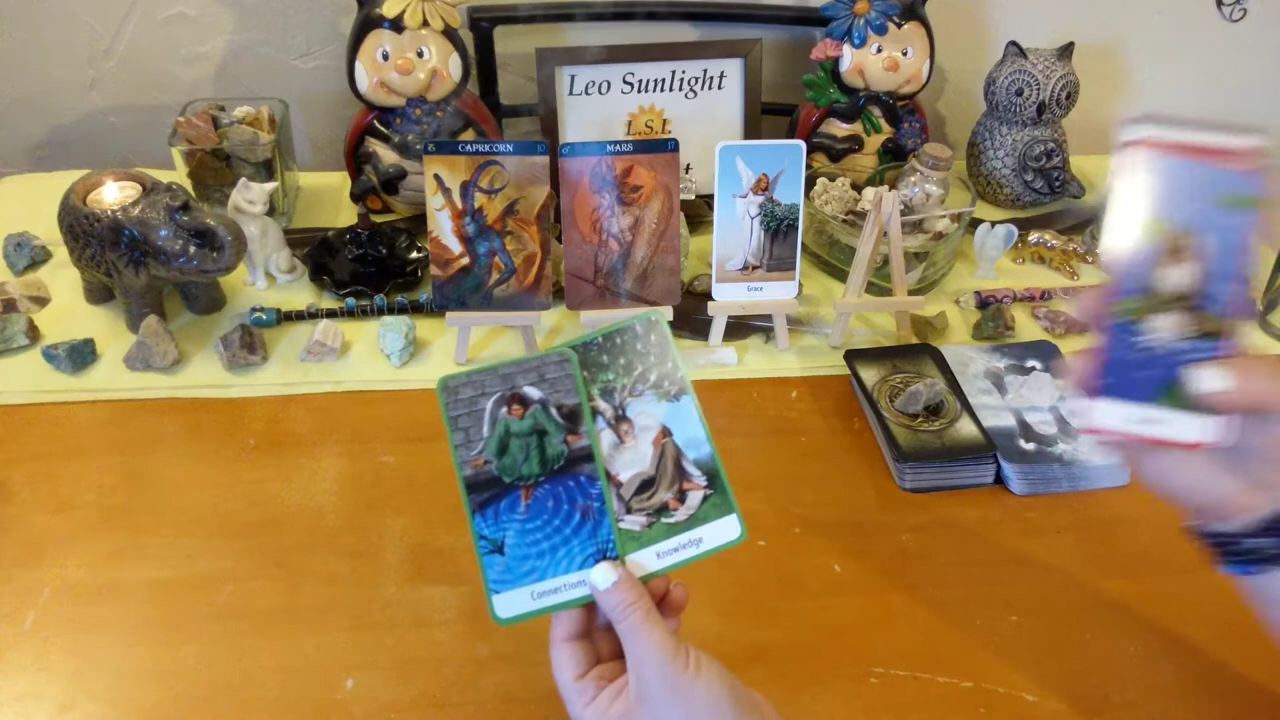 Leo Sunlight
L.S.I.
t
CAPRICORN 10
MARS 17
Grace
Connections
Knowledge